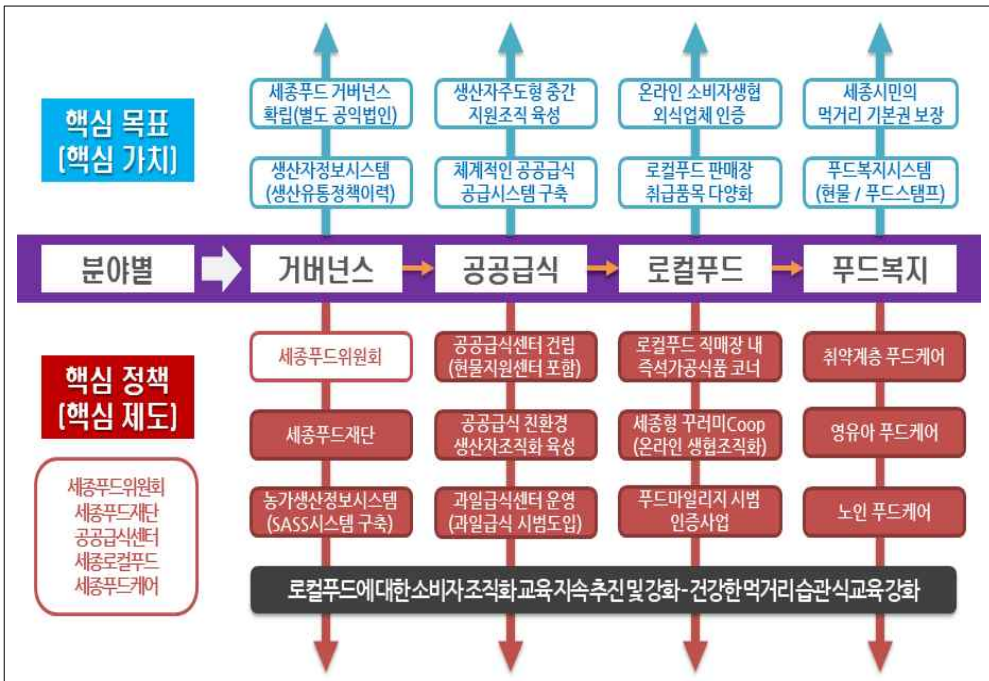 핵심 목표
(핵심 가치)
세종푸드 거버넌스
확립(별도 공익법인)
생산자주도형 중간
지원조직 육성
온라인 소비자생협
외식업체 인증
세종시민의
먹거리 기본권 보장
생산자정보시스템
(생산유통정책이력)
체계적인 공공급식
공급시스템 구축
로컬푸드 판매장
취급품목 다양화
푸드복지시스템
(현물 / 푸드스탬프)
분야별
거버넌스
공공급식
로컬푸드
푸드복지
핵심 정책
(핵심 제도)
세종푸드위원회
세종푸드재단
공공급식센터
세종로컬푸드
세종푸드케어
세종푸드위원회
공공급식센터 건립
(현물지원센터 포함)
로컬푸드 직매장 내
즉석가공식품 코너
취약계층 푸드케어
세종푸드재단
공공급식 친환경
생산자조직화 육성
세종형 꾸러미Coop
(온라인 생협조직화)
영유아 푸드케어
농가생산정보시스템
(SASS시스템 구축)
과일급식센터 운영
(과일급식 시범도입)
푸드마일리지 시범
인증사업
노인 푸드케어
로컬푸드에 대한 소비자 조직화 교육 지속 추진 및 강화 - 건강한 먹거리 습관 식교육 강화